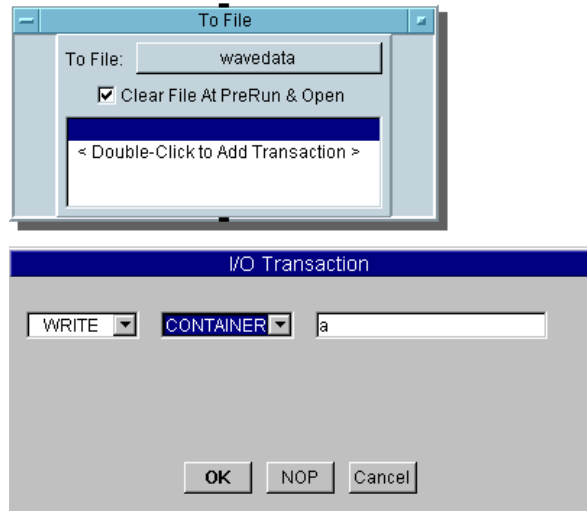 To File
To File: wavedata
Clear File At PreRun & Open
< Double-Click to Add Transaction >
I/O Transaction
WRITE CONTAINER a
OK NOP Cancel